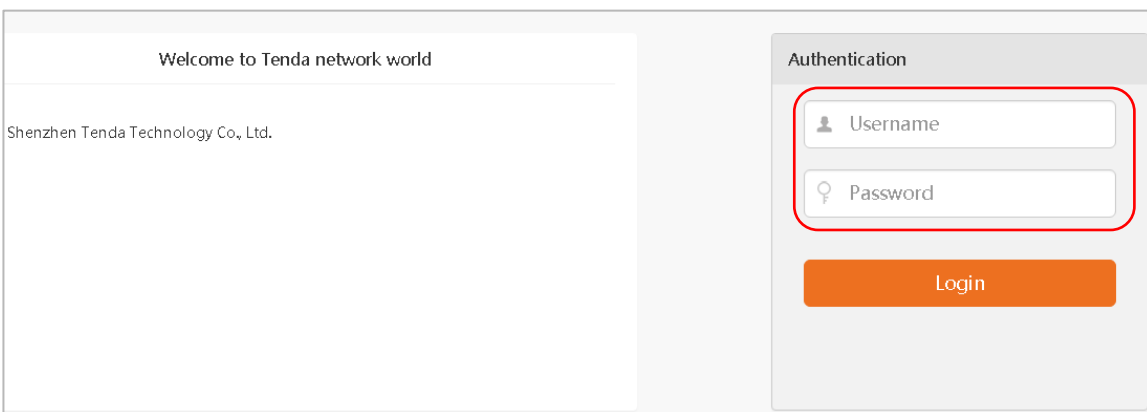 Welcome to Tenda network world
Shenzhen Tenda Technology Co., Ltd.
Authentication
Username
Password
Login